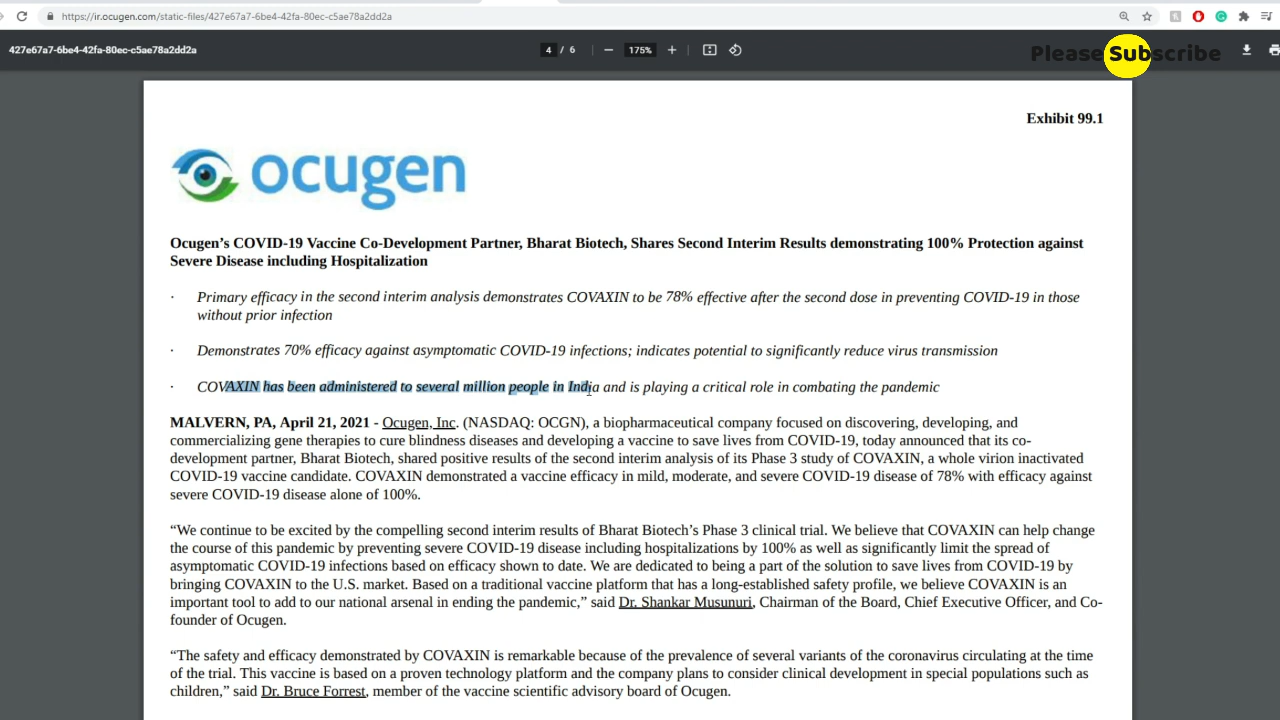 https://ir.ocugen.com/static-files/427e67a7-6be4-42fa-80ec-c5ae78a2dd2a
427e67a7-6be4-42fa-80ec-c5ae78a2dd2a
4 / 6
175%
Please Subscribe
Exhibit 99.1
ocugen
Ocugen’s COVID-19 Vaccine Co-Development Partner, Bharat Biotech, Shares Second Interim Results demonstrating 100% Protection against
Severe Disease including Hospitalization
· Primary efficacy in the second interim analysis demonstrates COVAXIN to be 78% effective after the second dose in preventing COVID-19 in those
without prior infection
· Demonstrates 70% efficacy against asymptomatic COVID-19 infections; indicates potential to significantly reduce virus transmission
· COVAXIN has been administered to several million people in India and is playing a critical role in combating the pandemic
MALVERN, PA, April 21, 2021 - Ocugen, Inc. (NASDAQ: OCGN), a biopharmaceutical company focused on discovering, developing, and
commercializing gene therapies to cure blindness diseases and developing a vaccine to save lives from COVID-19, today announced that its co-
development partner, Bharat Biotech, shared positive results of the second interim analysis of its Phase 3 study of COVAXIN, a whole virion inactivated
COVID-19 vaccine candidate. COVAXIN demonstrated a vaccine efficacy in mild, moderate, and severe COVID-19 disease of 78% with efficacy against
severe COVID-19 disease alone of 100%.
“We continue to be excited by the compelling second interim results of Bharat Biotech’s Phase 3 clinical trial. We believe that COVAXIN can help change
the course of this pandemic by preventing severe COVID-19 disease including hospitalizations by 100% as well as significantly limit the spread of
asymptomatic COVID-19 infections based on efficacy shown to date. We are dedicated to being a part of the solution to save lives from COVID-19 by
bringing COVAXIN to the U.S. market. Based on a traditional vaccine platform that has a long-established safety profile, we believe COVAXIN is an
important tool to add to our national arsenal in ending the pandemic,” said Dr. Shankar Musunuri, Chairman of the Board, Chief Executive Officer, and Co-
founder of Ocugen.
“The safety and efficacy demonstrated by COVAXIN is remarkable because of the prevalence of several variants of the coronavirus circulating at the time
of the trial. This vaccine is based on a proven technology platform and the company plans to consider clinical development in special populations such as
children,” said Dr. Bruce Forrest, member of the vaccine scientific advisory board of Ocugen.